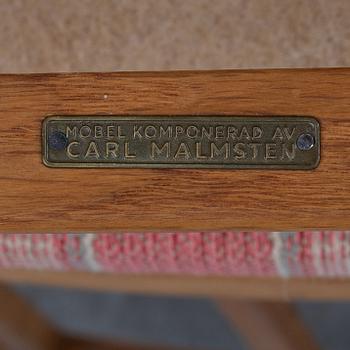 MÖBEL KOMPONERAD AV
CARL MALMSTEN